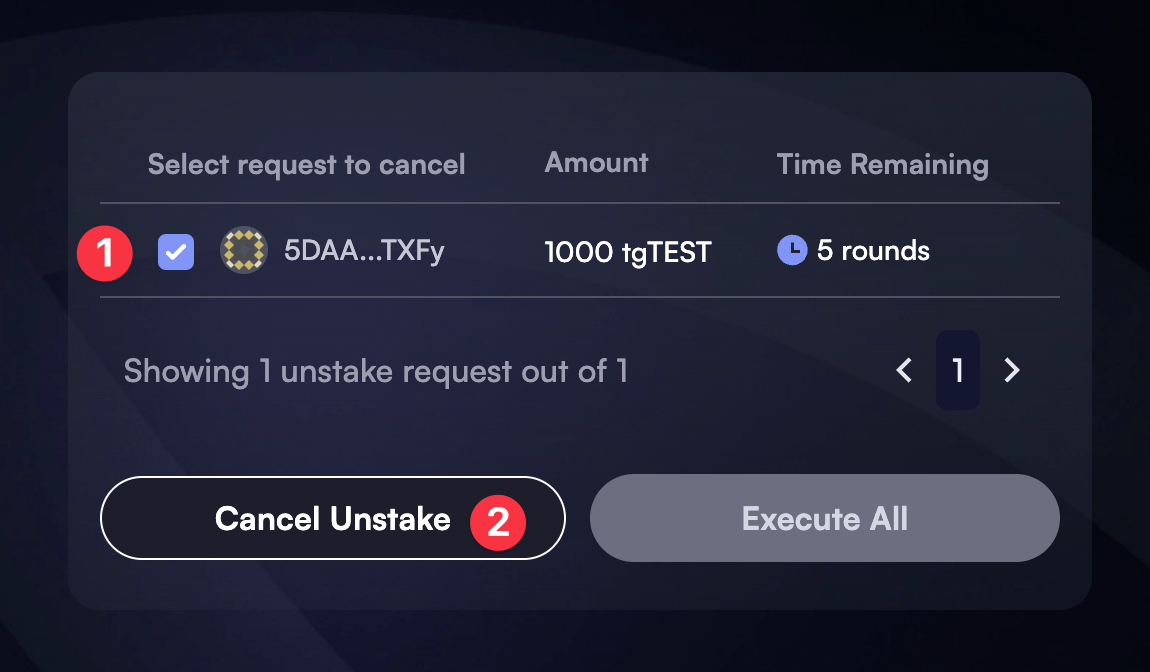 Select request to cancel Amount Time Remaining
1 5DAA...TXFy 1000 tgTEST 5 rounds
Showing 1 unstake request out of 1 < 1 >
Cancel Unstake 2 Execute All